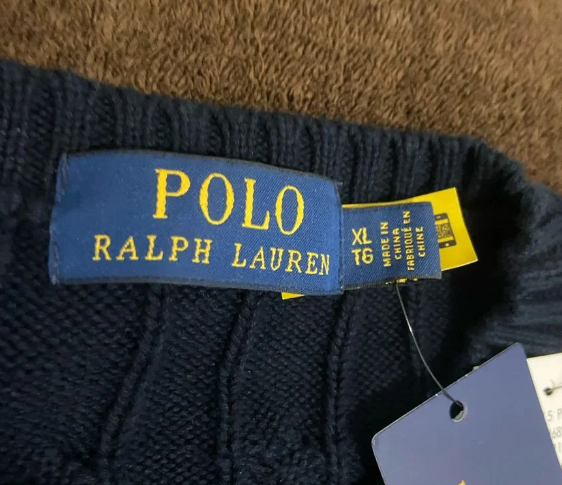 POLO
RALPH LAUREN
XL
TG
MADE IN
CHINA
FABRIQUÉ EN
CHINE